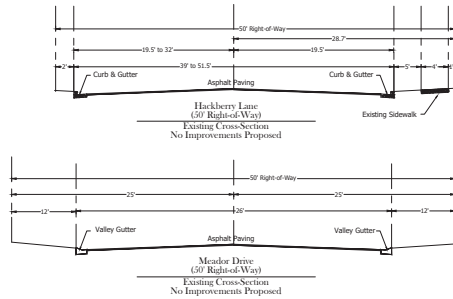 50' Right-of-Way
28.7'
19.5' to 32' 19.5'
2' 39' to 51.5' 5' 4' 1'
Curb & Gutter Asphalt Paving Curb & Gutter
Existing Sidewalk
Hackberry Lane
(50' Right-of-Way)
Existing Cross-Section
No Improvements Proposed
50' Right-of-Way
25' 25'
12' 26' 12'
Valley Gutter Asphalt Paving Valley Gutter
Meador Drive
(50' Right-of-Way)
Existing Cross-Section
No Improvements Proposed